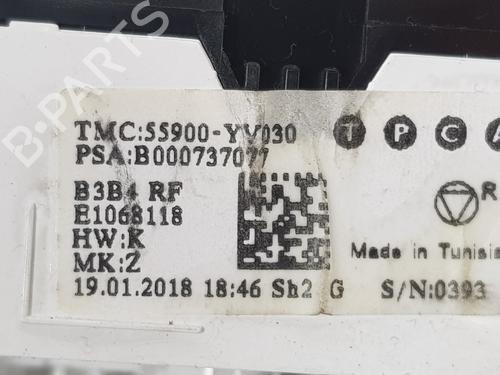 TMC:55900-YV030
PSA:B000737077
B3B4 RF
E1068118
HW:K
MK:Z
19.01.2018 18:46 Sh2 G S/N:0393
T P C A
R
Made in Tunisia
B-PARTS